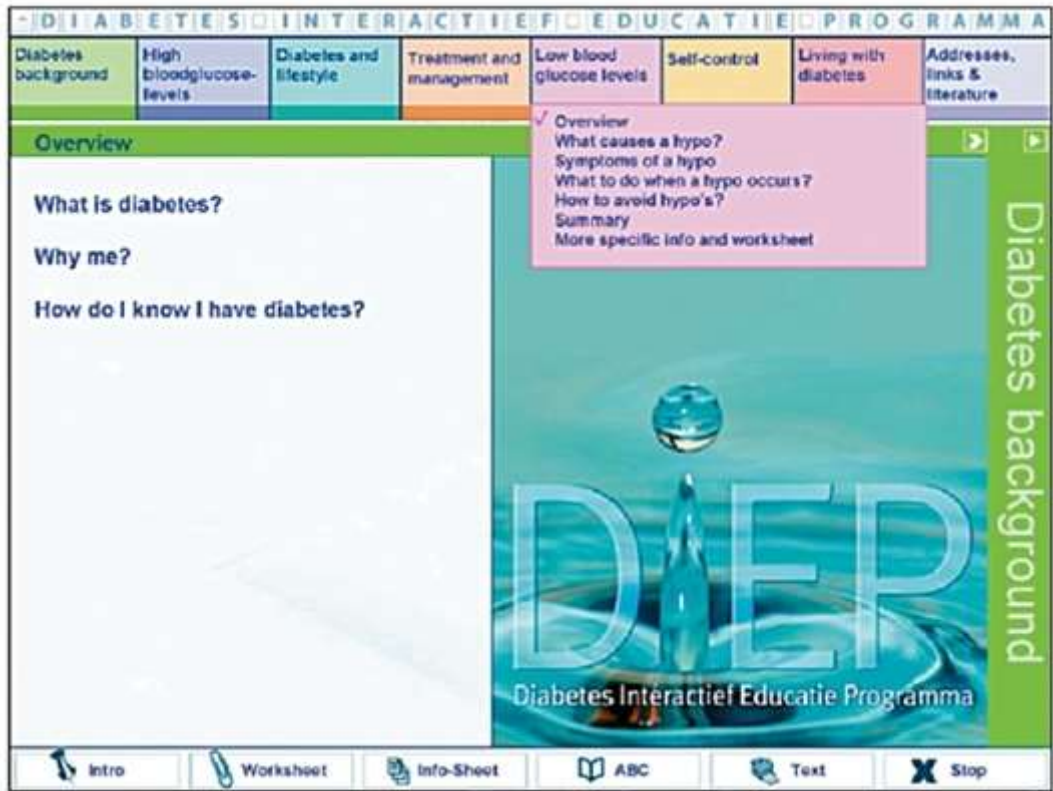 DIABETES INTERACTIEF EDUCATIE PROGRAMMA
Diabetes
background
High
bloodglucose-
levels
Diabetes and
lifestyle
Treatment and
management
Low blood
glucose levels
Self-control
Living with
diabetes
Addresses,
links &
literature
✓ Overview
What causes a hypo?
Symptoms of a hypo
What to do when a hypo occurs?
How to avoid hypo's?
Summary
More specific info and worksheet
Overview
What is diabetes?
Why me?
How do I know I have diabetes?
Diabetes background
DIEP
Diabetes Interactief Educatie Programma
Intro
Worksheet
Info-Sheet
ABC
Text
Stop